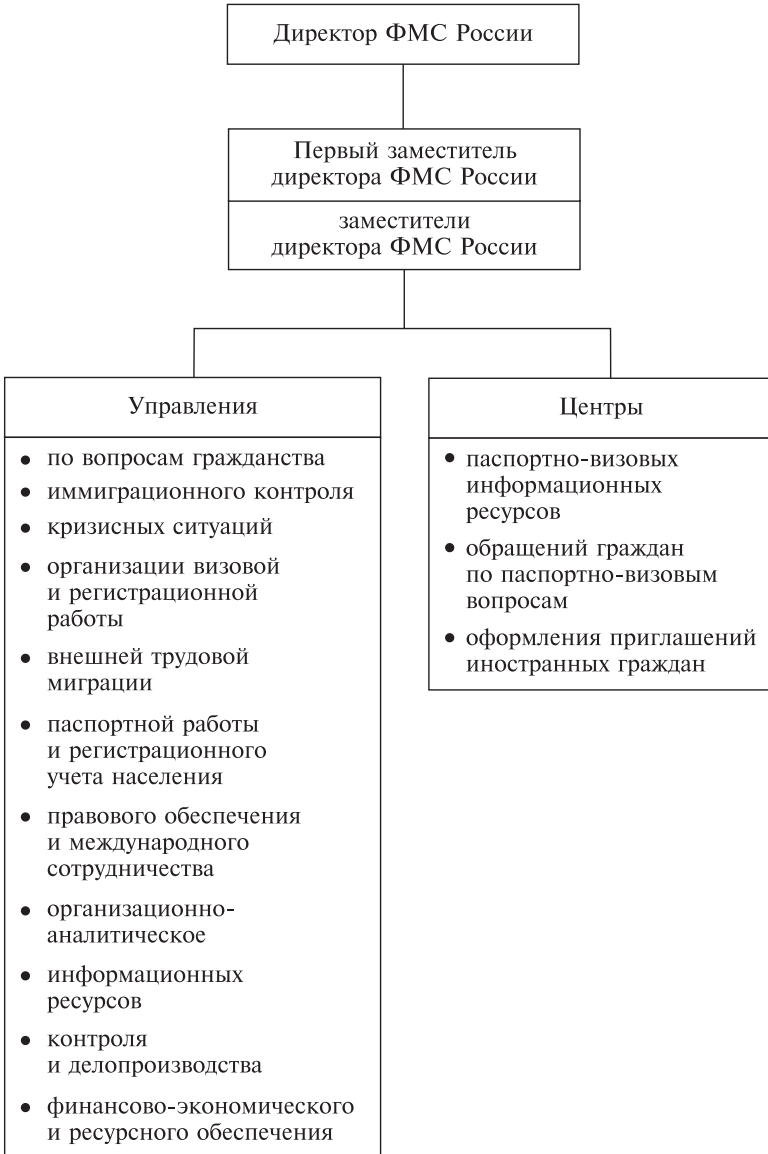 Директор ФМС России
Первый заместитель
директора ФМС России
заместители
директора ФМС России
Управления
• по вопросам гражданства
• иммиграционного контроля
• кризисных ситуаций
• организации визовой
и регистрационной
работы
• внешней трудовой
миграции
• паспортной работы
и регистрационного
учета населения
• правового обеспечения
и международного
сотрудничества
• организационно-
аналитическое
• информационных
ресурсов
• контроля
и делопроизводства
• финансово-экономического
и ресурсного обеспечения
Центры
• паспортно-визовых
информационных
ресурсов
• обращений граждан
по паспортно-визовым
вопросам
• оформления приглашений
иностранных граждан